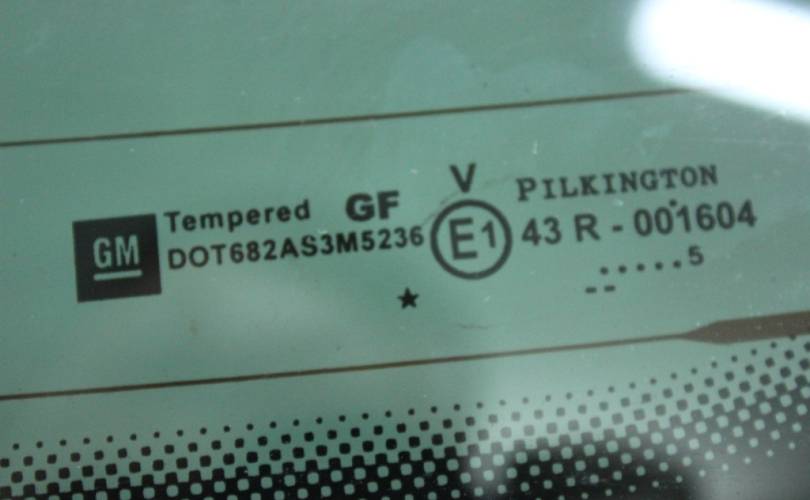 GM
Tempered GF
DOT682AS3M5236
V
E1
PILKINGTON
43 R - 001604
.....5
--